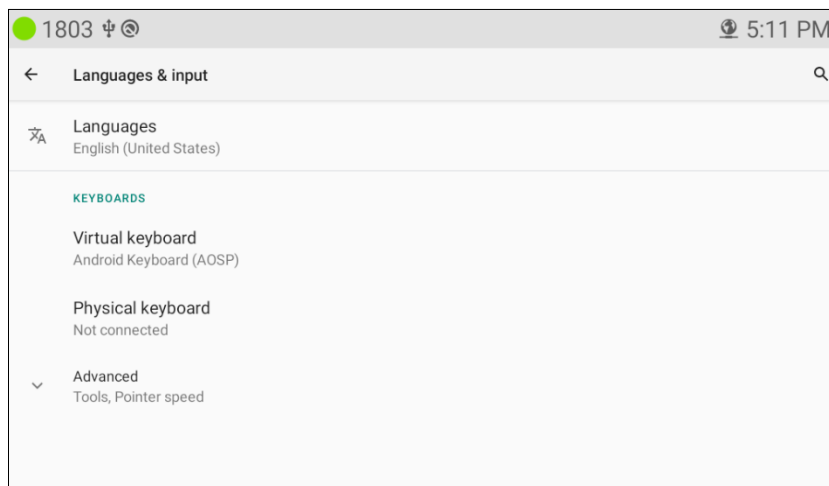 1803
5:11 PM
Languages & input
Languages
English (United States)
KEYBOARDS
Virtual keyboard
Android Keyboard (AOSP)
Physical keyboard
Not connected
Advanced
Tools, Pointer speed